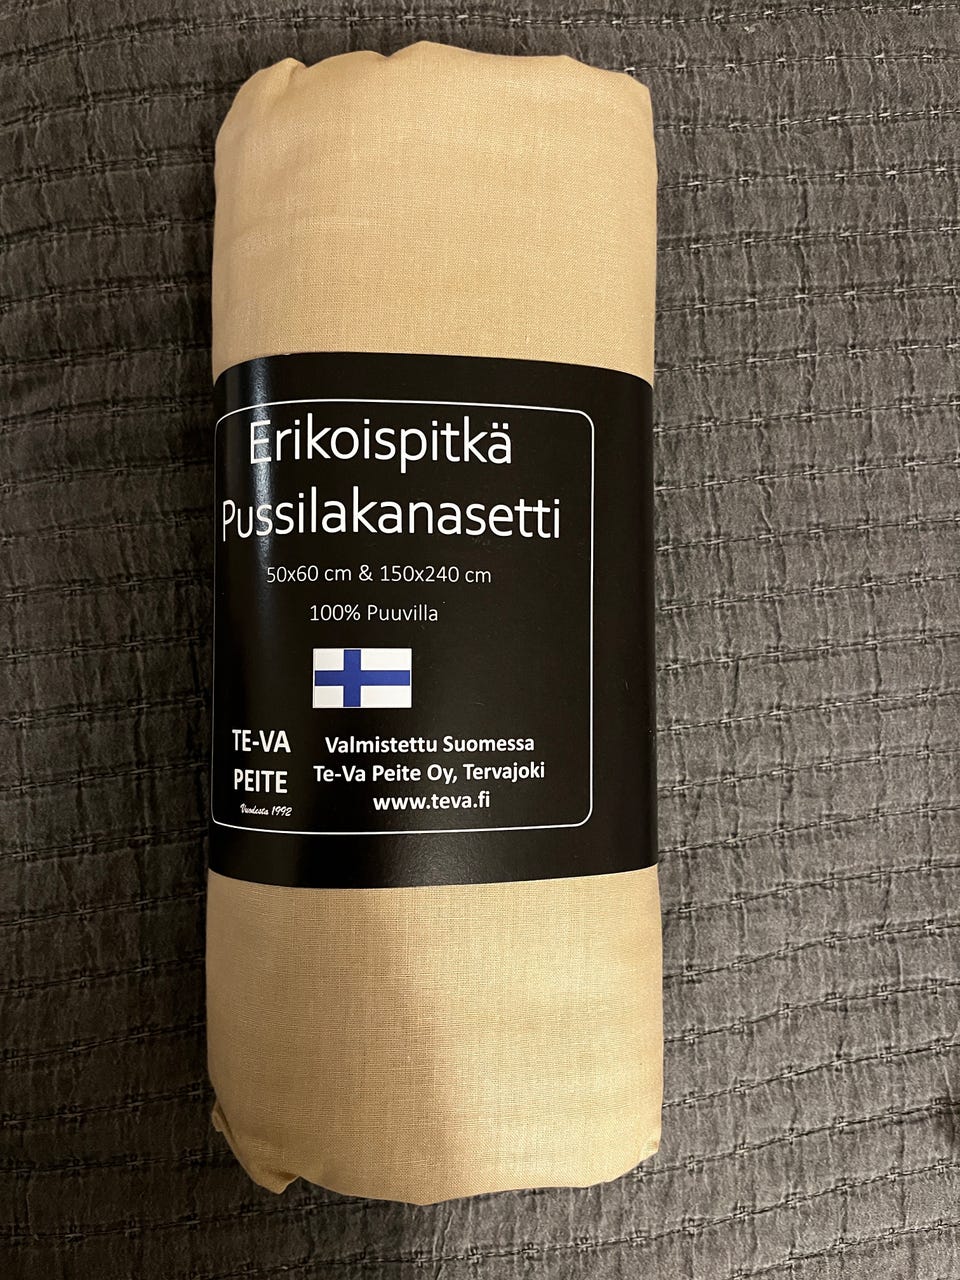 Erikoispitkä
Pussilakanasetti
50x60 cm & 150x240 cm
100% Puuvilla
TE-VA
PEITE
Vuodesta 1992
Valmistettu Suomessa
Te-Va Peite Oy, Tervajoki
www.teva.fi